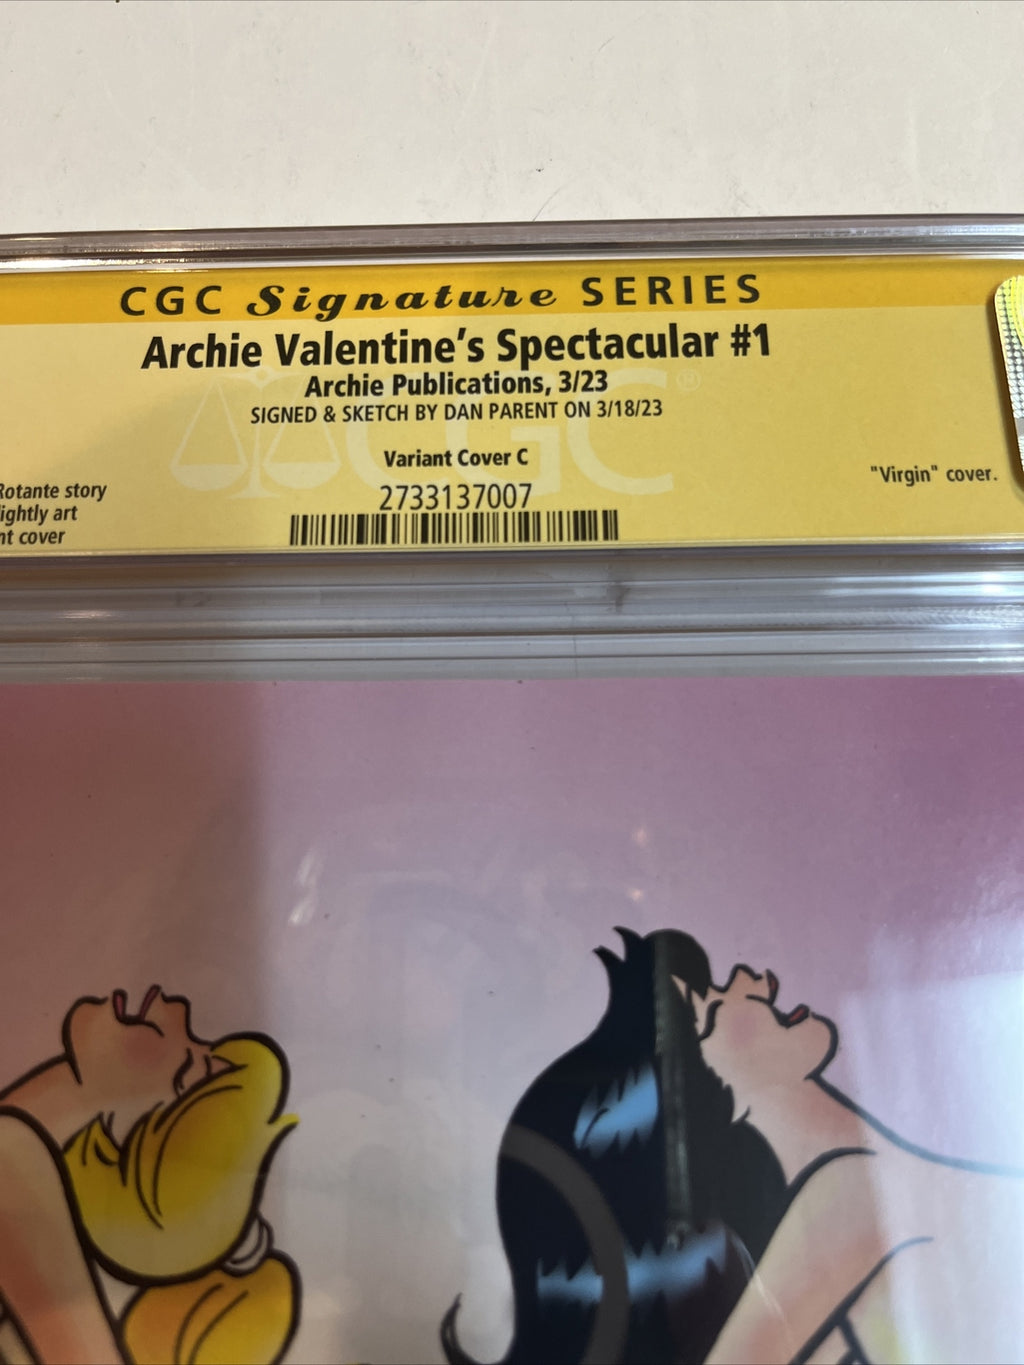 CGC Signature SERIES
Archie Valentine's Spectacular #1
Archie Publications, 3/23
SIGNED & SKETCH BY DAN PARENT ON 3/18/23
Variant Cover C
"Virgin" cover.
2733137007
Rotante story
ightly art
nt cover
CGC®